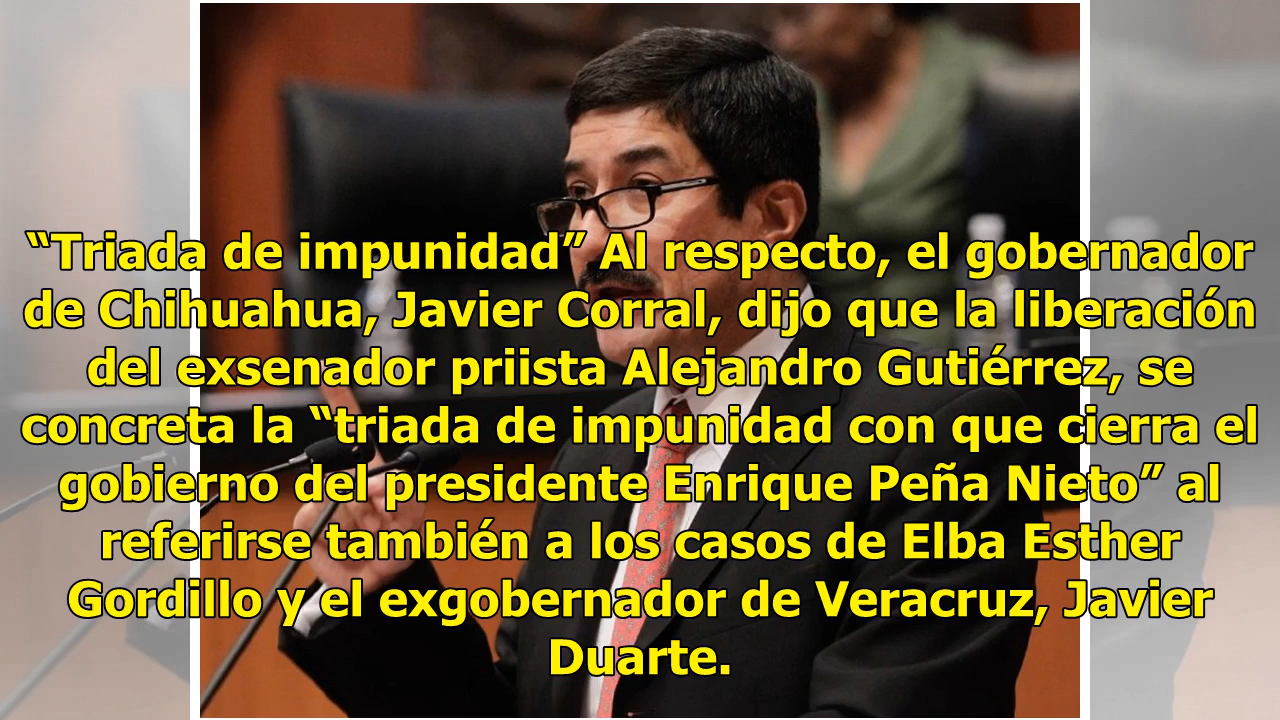 “Triada de impunidad” Al respecto, el gobernador
de Chihuahua, Javier Corral, dijo que la liberación
del exsenador priista Alejandro Gutiérrez, se
concreta la “triada de impunidad con que cierra el
gobierno del presidente Enrique Peña Nieto” al
referirse también a los casos de Elba Esther
Gordillo y el exgobernador de Veracruz, Javier
Duarte.